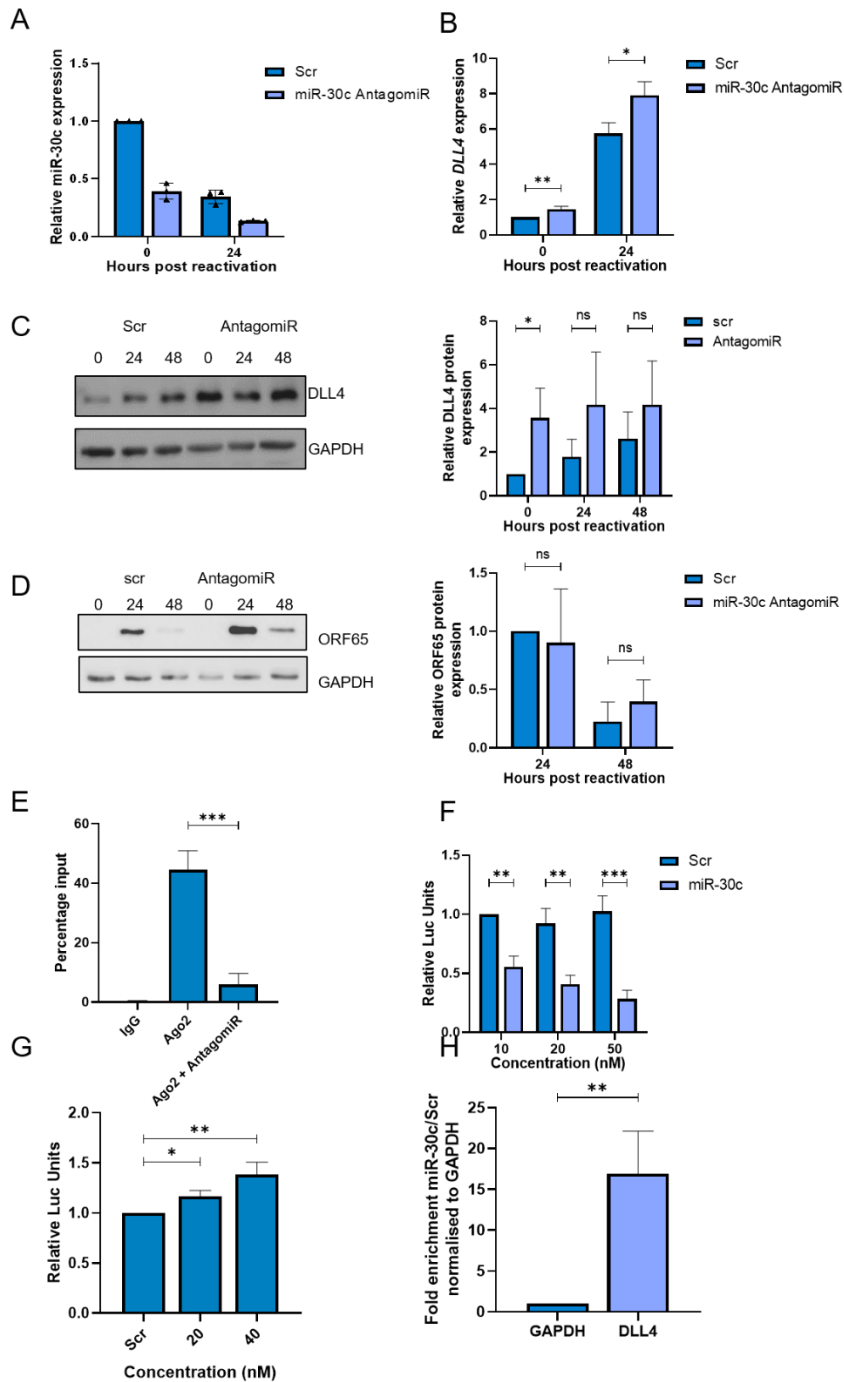 A
Relative miR-30c expression
1.5
1.0
0.5
0.0
0
24
Hours post reactivation
Scr
miR-30c AntagomiR
B
Relative DLL4 expression
10
8
6
4
2
0
** *
0
24
Hours post reactivation
Scr
miR-30c AntagomiR
C
Scr AntagomiR
0 24 48 0 24 48
DLL4
GAPDH
Relative DLL4 protein
expression
8
6
4
2
0
* ns ns
0
24
48
Hours post reactivation
scr
AntagomiR
D
scr AntagomiR
0 24 48 0 24 48
ORF65
GAPDH
Relative ORF65 protein
expression
1.5
1.0
0.5
0.0
ns
ns
24
48
Hours post reactivation
Scr
miR-30c AntagomiR
E
Percentage input
60
40
20
0
***
IgG
Ago2
Ago2 + AntagomiR
F
Relative Luc Units
1.5
1.0
0.5
0.0
** ** ***
10
20
50
Concentration (nM)
Scr
miR-30c
G
Relative Luc Units
2.0
1.5
1.0
0.5
0.0
**
*
Scr
20
40
Concentration (nM)
H
Fold enrichment miR-30c/Scr
normalised to GAPDH
25
20
15
10
5
0
**
GAPDH
DLL4